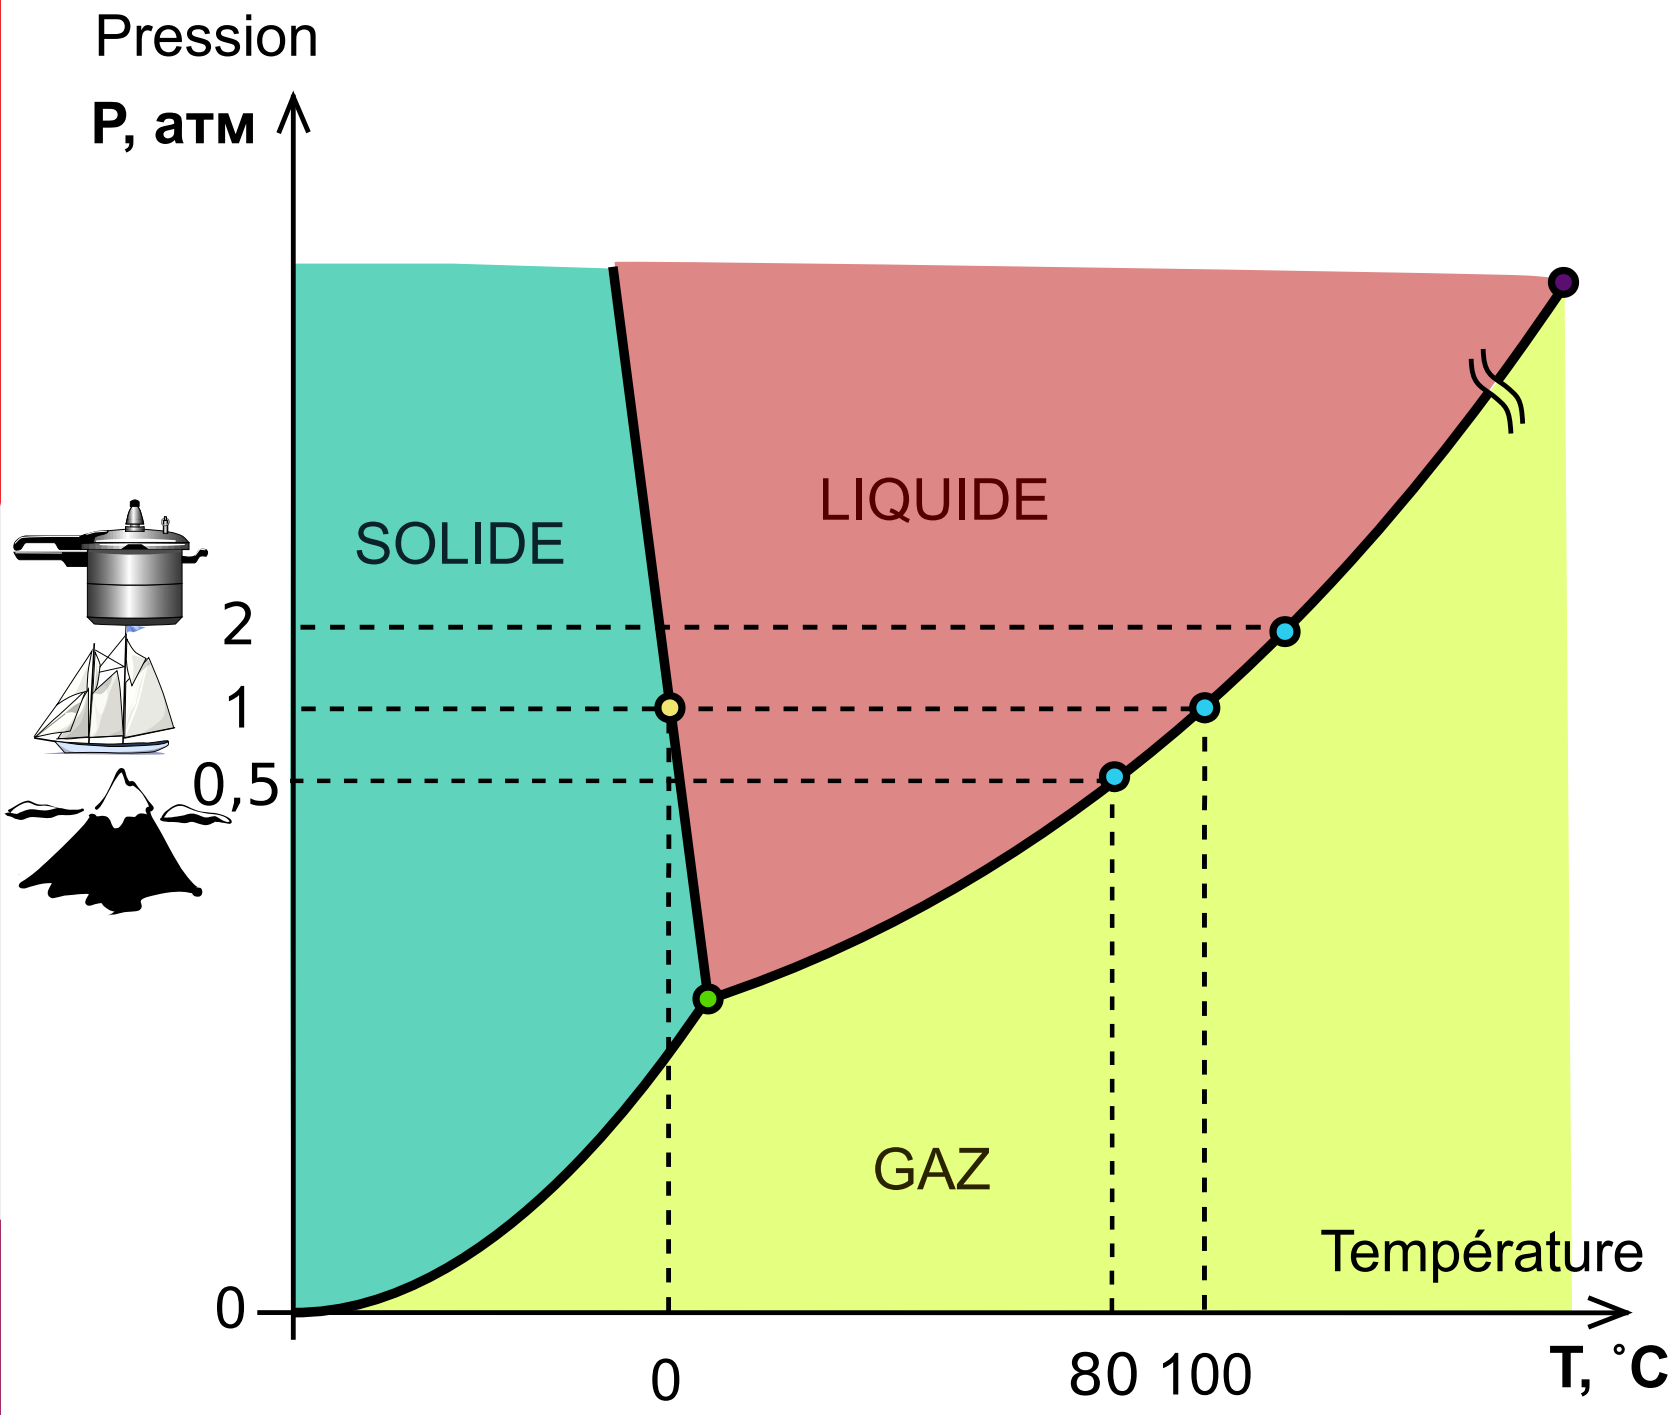 Pression
P, атм
LIQUIDE
SOLIDE
2
1
0,5
GAZ
Température
0
0
80
100
T, °C